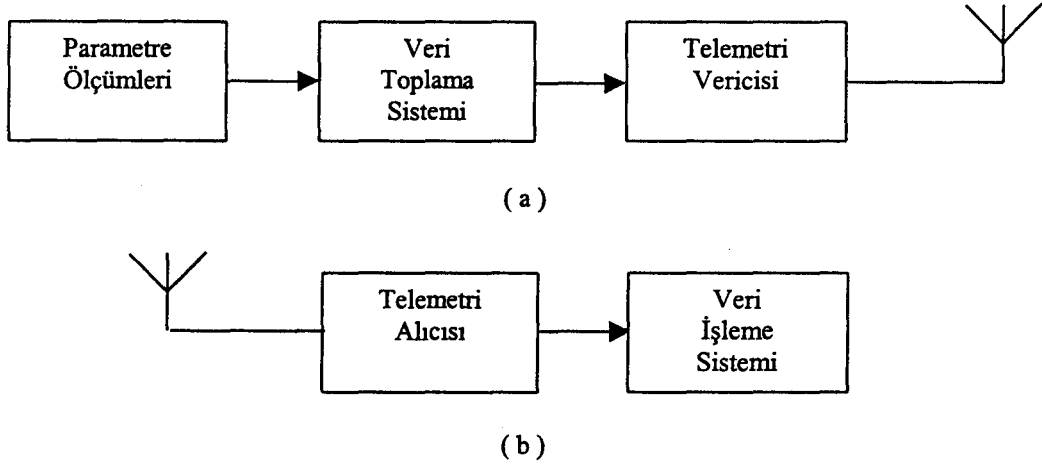 Parametre
Ölçümleri
Veri
Toplama
Sistemi
Telemetri
Vericisi
( a )
Telemetri
Alıcısı
Veri
İşleme
Sistemi
( b )